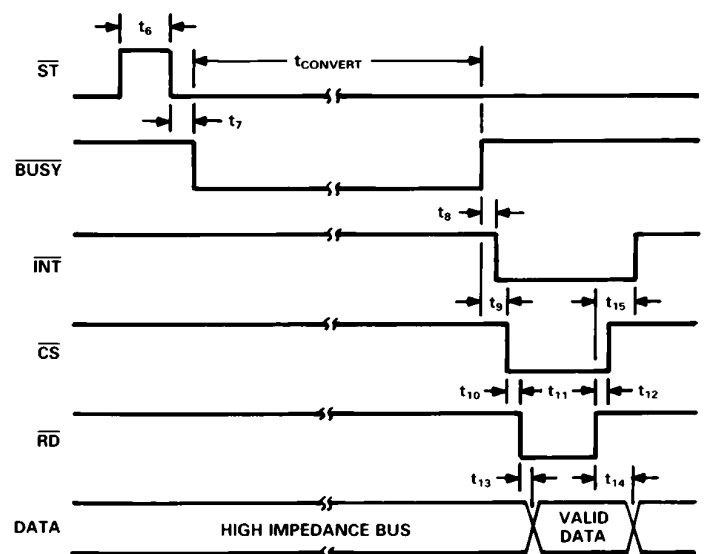 t₆
ST
tCONVERT
t₇
BUSY
t₈
INT
t₉
t₁₅
CS
t₁₀
t₁₁
t₁₂
RD
t₁₃
t₁₄
DATA
HIGH IMPEDANCE BUS
VALID
DATA